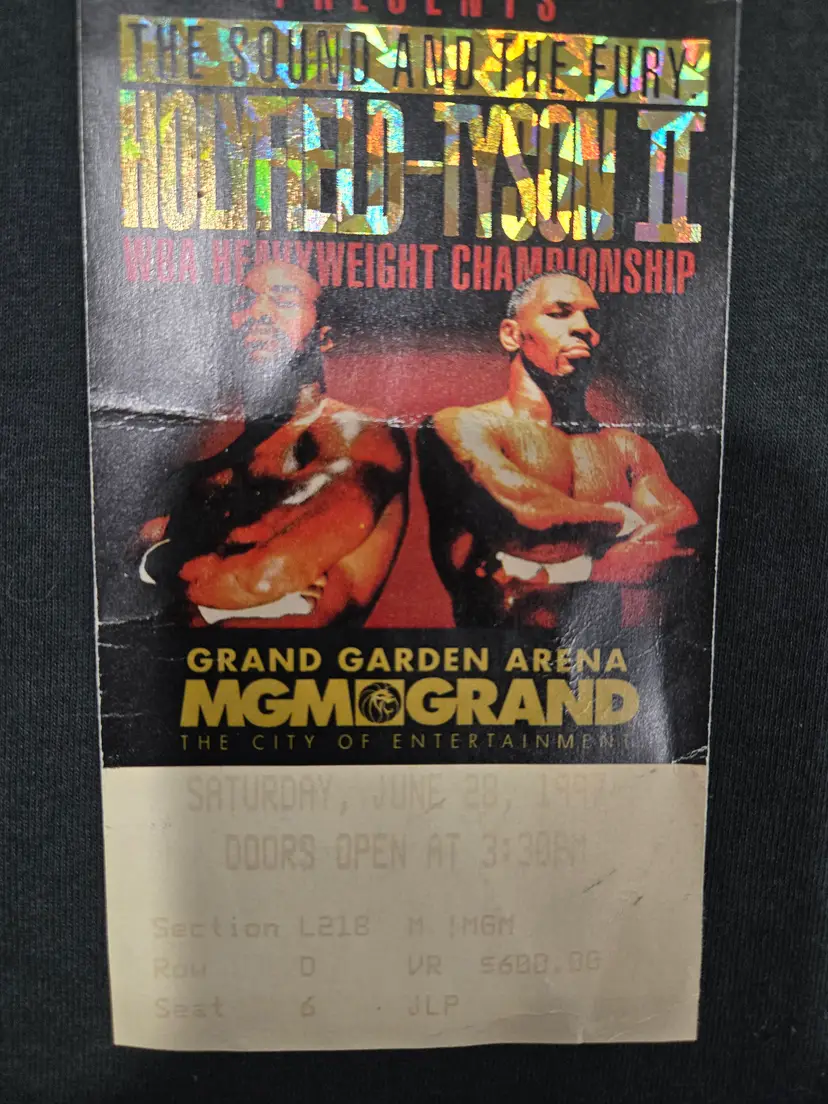 PRESENTS
THE SOUND AND THE FURY.
HOLYFIELD-TYSON II
WBA HEAVYWEIGHT CHAMPIONSHIP
GRAND GARDEN ARENA
MGM GRAND
THE CITY OF ENTERTAINMENT
SATURDAY, JUNE 28, 1997
DOORS OPEN AT 3:30PM
Section L218 M !MGM
Row D VR $600.00
Seat 6 JLP